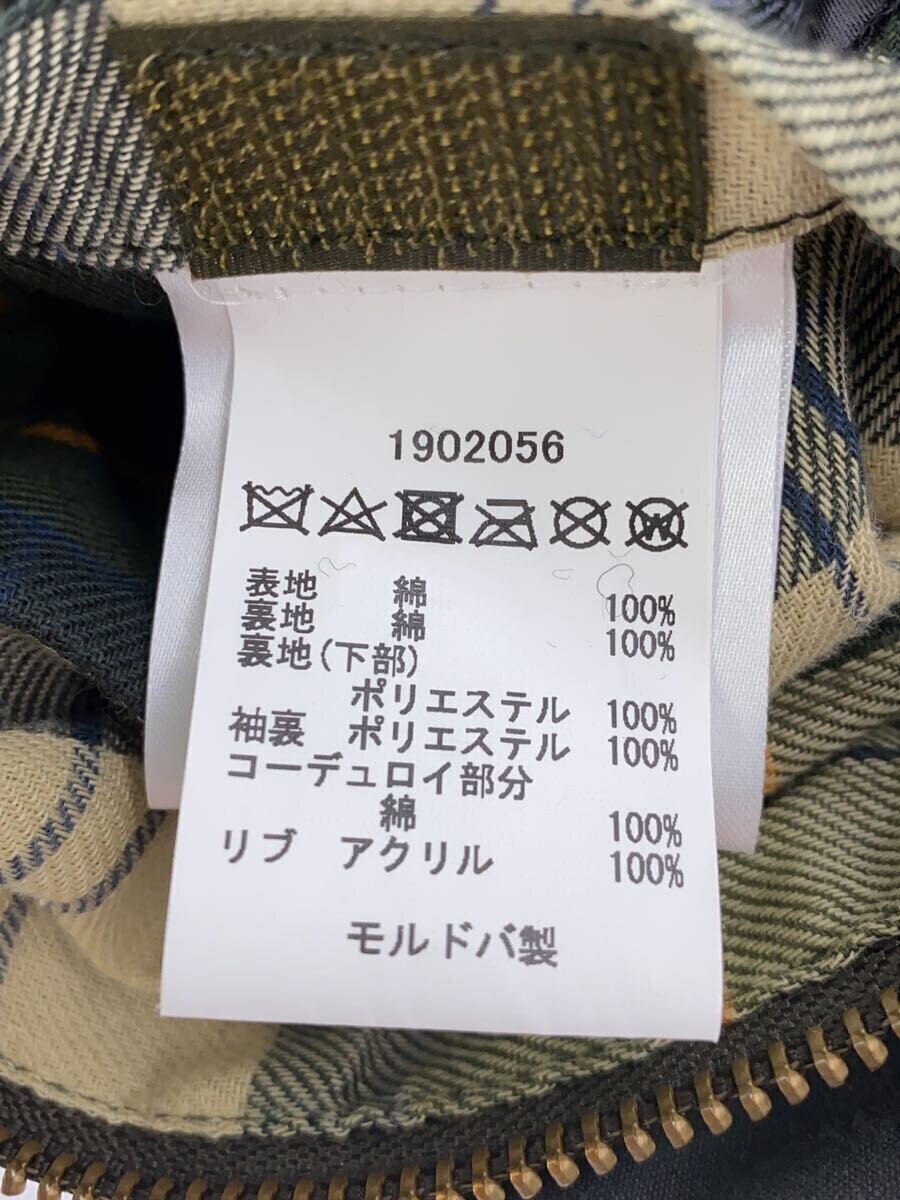 1902056
W
表地 綿 100%
裏地 綿 100%
裏地(下部)
ポリエステル 100%
袖裏 ポリエステル 100%
コーデュロイ部分
綿 100%
リブ アクリル 100%
モルドバ製